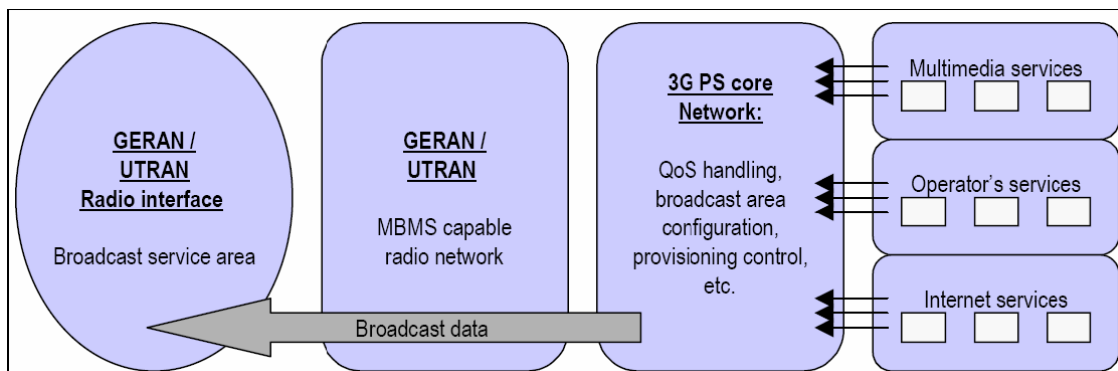 GERAN /
UTRAN
Radio interface
Broadcast service area
GERAN /
UTRAN
MBMS capable
radio network
3G PS core
Network:
QoS handling,
broadcast area
configuration,
provisioning control,
etc.
Multimedia services
Operator's services
Internet services
Broadcast data